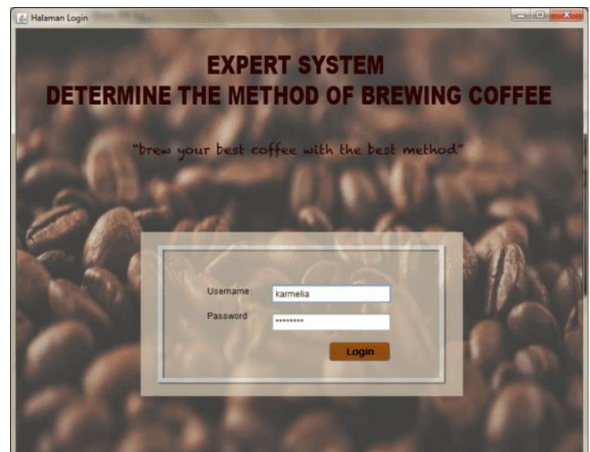 Halaman Login
EXPERT SYSTEM
DETERMINE THE METHOD OF BREWING COFFEE
"brew your best coffee with the best method"
Username
karmelia
Password
********
Login